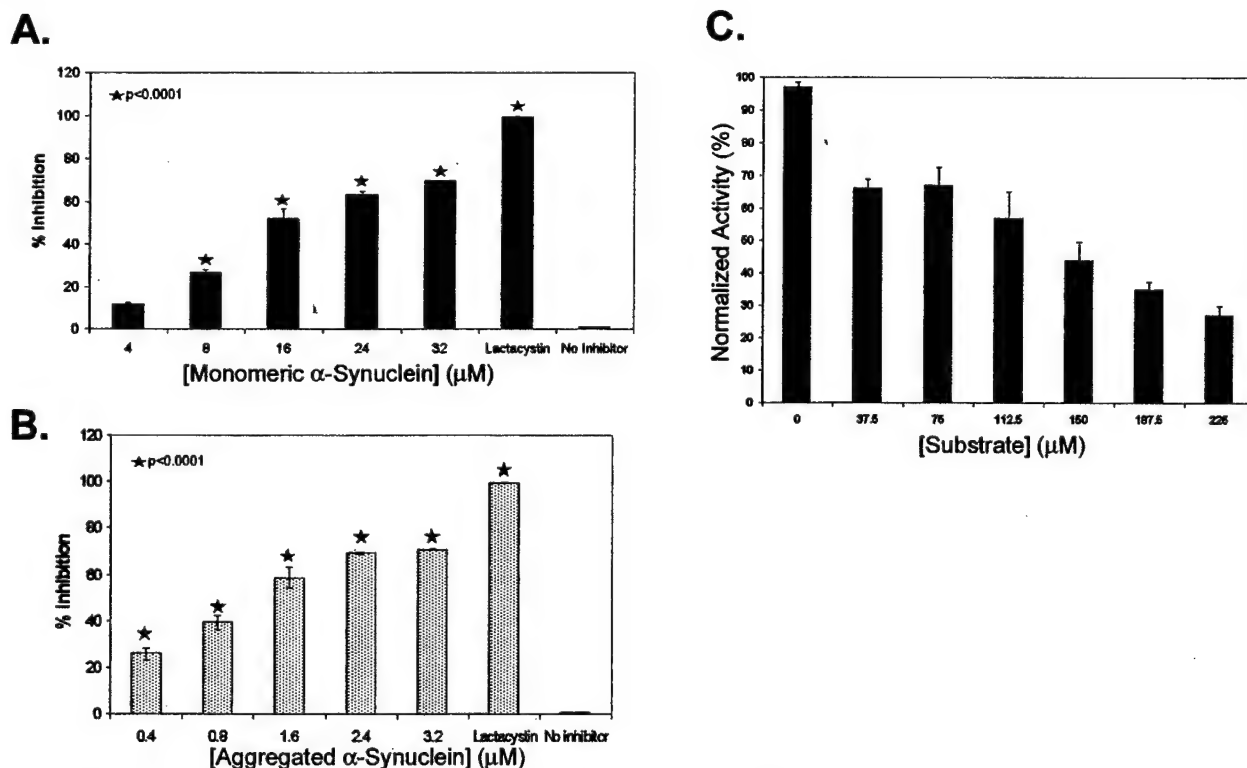 A.
120
100
80
60
40
20
0
% Inhibition
★ p<0.0001
4 8 16 24 32 Lactacystin No Inhibitor
[Monomeric α-Synuclein] (μM)
B.
120
100
80
60
40
20
0
% Inhibition
★ p<0.0001
0.4 0.8 1.6 2.4 3.2 Lactacystin No inhibitor
[Aggregated α-Synuclein] (μM)
C.
100
90
80
70
60
50
40
30
20
10
0
Normalized Activity (%)
0 37.5 75 112.5 150 187.5 225
[Substrate] (μM)